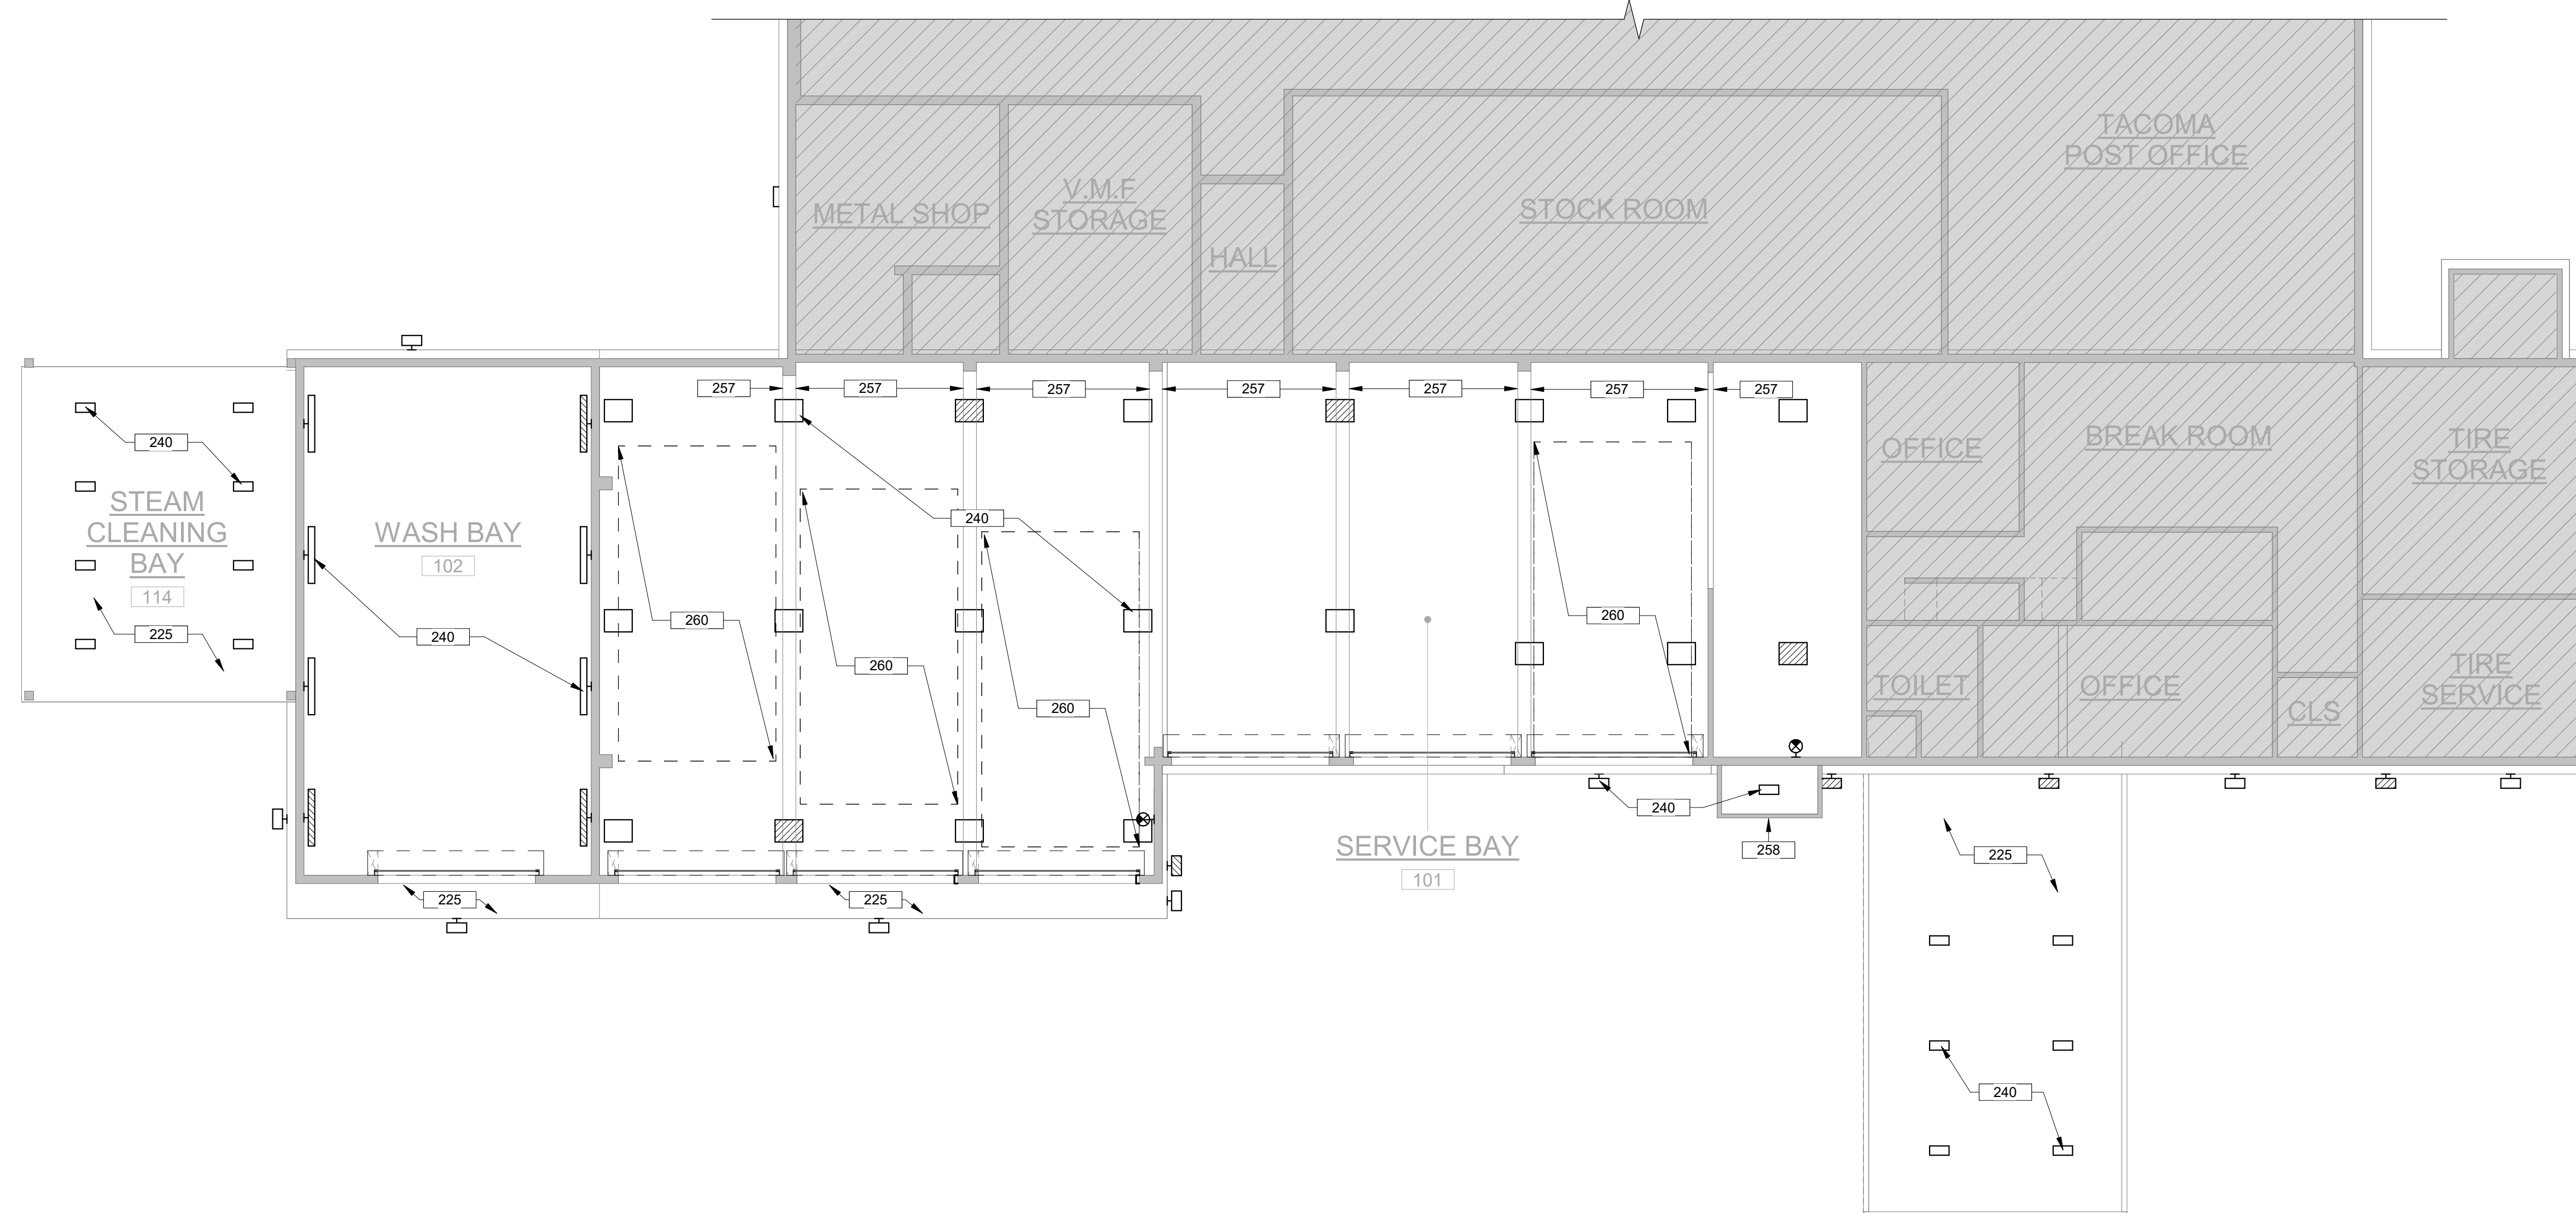 TACOMA
POST OFFICE
METAL SHOP
V.M.F
STORAGE
HALL
STOCK ROOM
257
257
257
257
257
257
257
OFFICE
BREAK ROOM
TIRE
STORAGE
240
STEAM
CLEANING
BAY
114
225
WASH BAY
102
240
240
260
260
260
260
TOILET
OFFICE
CLS
TIRE
SERVICE
240
258
SERVICE BAY
101
225
225
225
240